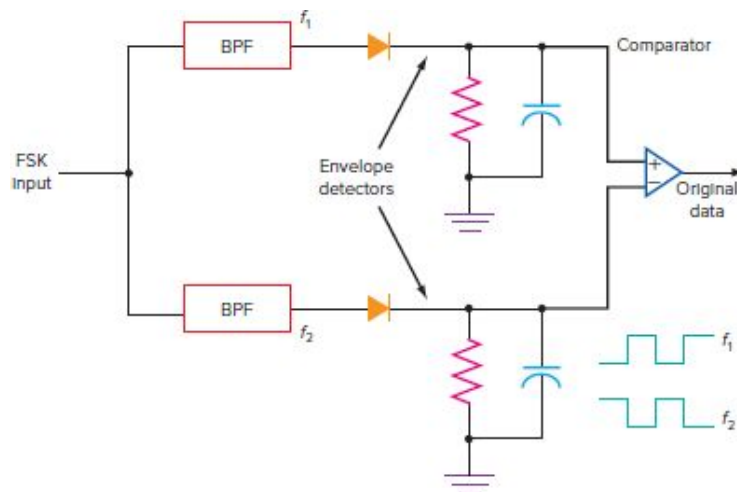 BPF
f₁
Comparator
FSK
input
Envelope
detectors
+
−
Original
data
BPF
f₂
f₁
f₂